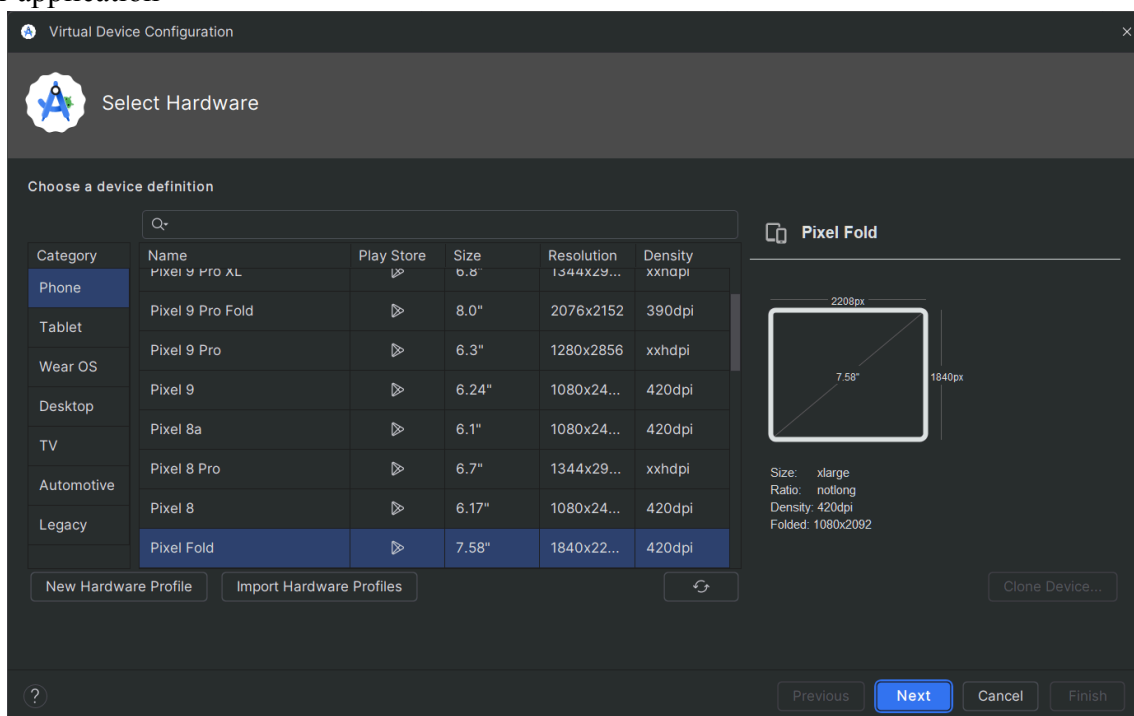 application
Virtual Device Configuration
Select Hardware
Choose a device definition
Category
Phone
Tablet
Wear OS
Desktop
TV
Automotive
Legacy
Name Play Store Size Resolution Density
Pixel 9 Pro XL 6.8" 1344x29... xxhdpi
Pixel 9 Pro Fold 8.0" 2076x2152 390dpi
Pixel 9 Pro 6.3" 1280x2856 xxhdpi
Pixel 9 6.24" 1080x24... 420dpi
Pixel 8a 6.1" 1080x24... 420dpi
Pixel 8 Pro 6.7" 1344x29... xxhdpi
Pixel 8 6.17" 1080x24... 420dpi
Pixel Fold 7.58" 1840x22... 420dpi
Pixel Fold
2208px
7.58"
1840px
Size: xlarge
Ratio: notlong
Density: 420dpi
Folded: 1080x2092
New Hardware Profile Import Hardware Profiles Clone Device...
? Previous Next Cancel Finish